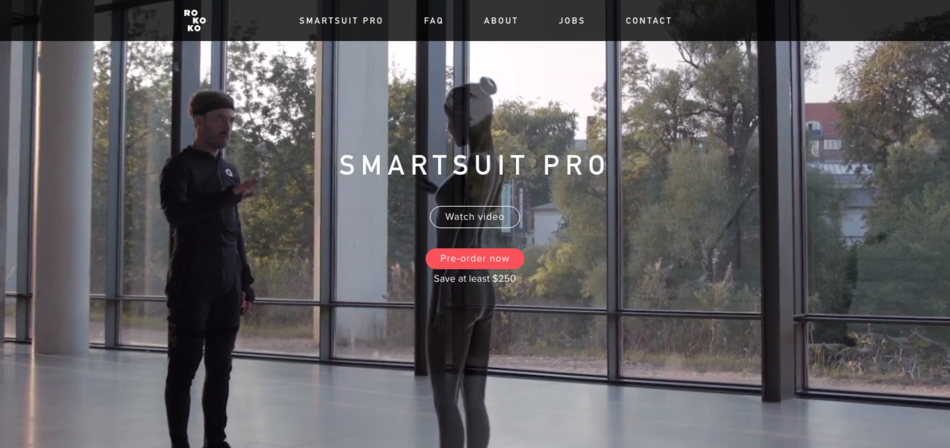 RO
KO
KO
SMARTSUIT PRO FAQ ABOUT JOBS CONTACT
SMARTSUIT PRO
Watch video
Pre-order now
Save at least $250